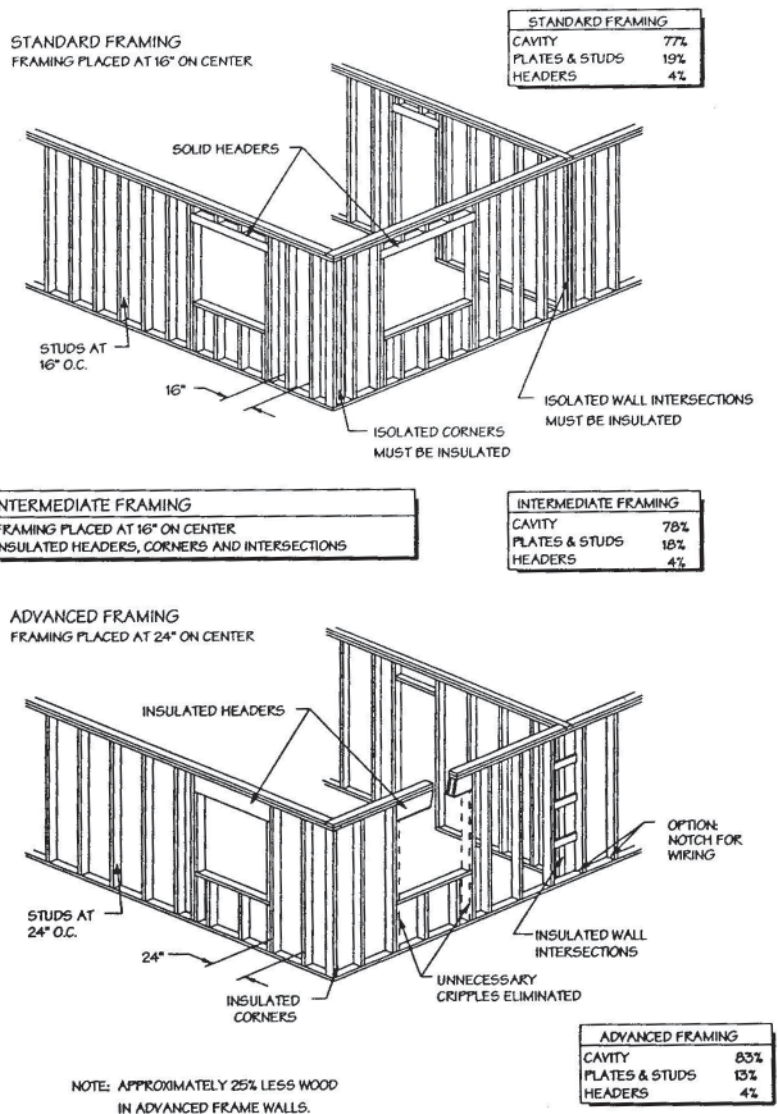 STANDARD FRAMING
FRAMING PLACED AT 16" ON CENTER
STANDARD FRAMING
CAVITY 77%
PLATES & STUDS 19%
HEADERS 4%
SOLID HEADERS
STUDS AT
16" O.C.
16"
ISOLATED CORNERS
MUST BE INSULATED
ISOLATED WALL INTERSECTIONS
MUST BE INSULATED
INTERMEDIATE FRAMING
FRAMING PLACED AT 16" ON CENTER
INSULATED HEADERS, CORNERS AND INTERSECTIONS
INTERMEDIATE FRAMING
CAVITY 78%
PLATES & STUDS 18%
HEADERS 4%
ADVANCED FRAMING
FRAMING PLACED AT 24" ON CENTER
INSULATED HEADERS
OPTION:
NOTCH FOR
WIRING
STUDS AT
24" O.C.
24"
INSULATED
CORNERS
UNNECESSARY
CRIPPLES ELIMINATED
INSULATED WALL
INTERSECTIONS
ADVANCED FRAMING
CAVITY 83%
PLATES & STUDS 13%
HEADERS 4%
NOTE: APPROXIMATELY 25% LESS WOOD
IN ADVANCED FRAME WALLS.